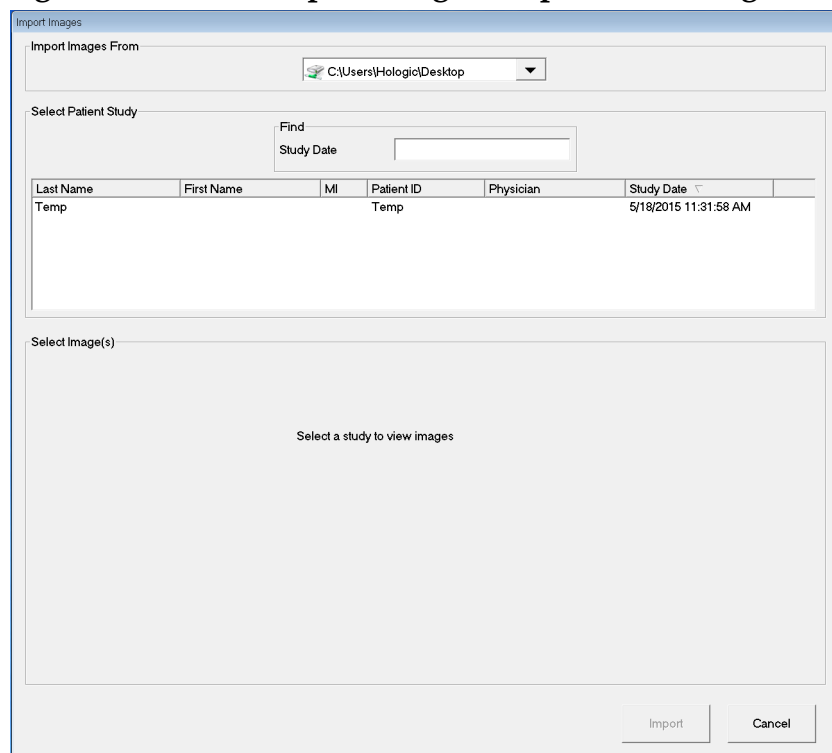 Import Images
Import Images From
C:\Users\Hologic\Desktop
Select Patient Study
Find
Study Date
Last Name First Name MI Patient ID Physician Study Date
Temp Temp 5/18/2015 11:31:58 AM
Select Image(s)
Select a study to view images
Import Cancel